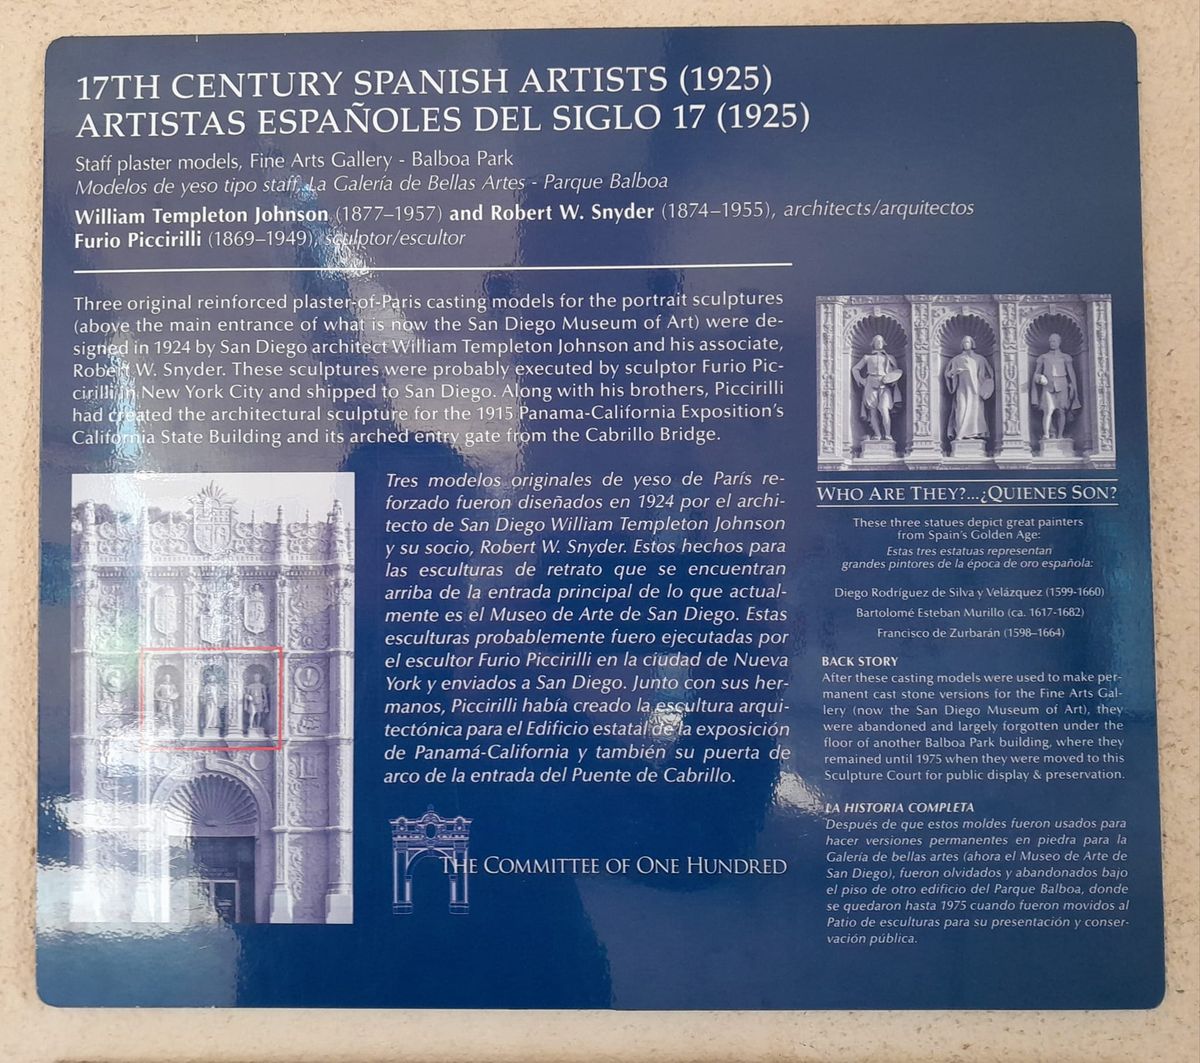 17TH CENTURY SPANISH ARTISTS (1925)
ARTISTAS ESPAÑOLES DEL SIGLO 17 (1925)
Staff plaster models, Fine Arts Gallery - Balboa Park
Modelos de yeso tipo staff, La Galería de Bellas Artes - Parque Balboa
William Templeton Johnson (1877–1957) and Robert W. Snyder (1874–1955), architects/arquitectos
Furio Piccirilli (1869–1949), sculptor/escultor
Three original reinforced plaster-of-Paris casting models for the portrait sculptures
(above the main entrance of what is now the San Diego Museum of Art) were de-
signed in 1924 by San Diego architect William Templeton Johnson and his associate,
Robert W. Snyder. These sculptures were probably executed by sculptor Furio Pic-
cirilli in New York City and shipped to San Diego. Along with his brothers, Piccirilli
had created the architectural sculpture for the 1915 Panama-California Exposition's
California State Building and its arched entry gate from the Cabrillo Bridge.
Tres modelos originales de yeso de París re-
forzado fueron diseñados en 1924 por el archi-
tecto de San Diego William Templeton Johnson
y su socio, Robert W. Snyder. Estos hechos para
las esculturas de retrato que se encuentran
arriba de la entrada principal de lo que actual-
mente es el Museo de Arte de San Diego. Estas
esculturas probablemente fuero ejecutadas por
el escultor Furio Piccirilli en la ciudad de Nueva
York y enviados a San Diego. Junto con sus her-
manos, Piccirilli había creado la escultura arqui-
tectónica para el Edificio estatal de la exposición
de Panamá-California y también su puerta de
arco de la entrada del Puente de Cabrillo.
THE COMMITTEE OF ONE HUNDRED
WHO ARE THEY?...¿QUIENES SON?
These three statues depict great painters
from Spain's Golden Age:
Estas tres estatuas representan
grandes pintores de la época de oro española:
Diego Rodríguez de Silva y Velázquez (1599-1660)
Bartolomé Esteban Murillo (ca. 1617-1682)
Francisco de Zurbarán (1598–1664)
BACK STORY
After these casting models were used to make per-
manent cast stone versions for the Fine Arts Gal-
lery (now the San Diego Museum of Art), they
were abandoned and largely forgotten under the
floor of another Balboa Park building, where they
remained until 1975 when they were moved to this
Sculpture Court for public display & preservation.
LA HISTORIA COMPLETA
Después de que estos moldes fueron usados para
hacer versiones permanentes en piedra para la
Galería de bellas artes (ahora el Museo de Arte de
San Diego), fueron olvidados y abandonados bajo
el piso de otro edificio del Parque Balboa, donde
se quedaron hasta 1975 cuando fueron movidos al
Patio de esculturas para su presentación y conser-
vación pública.